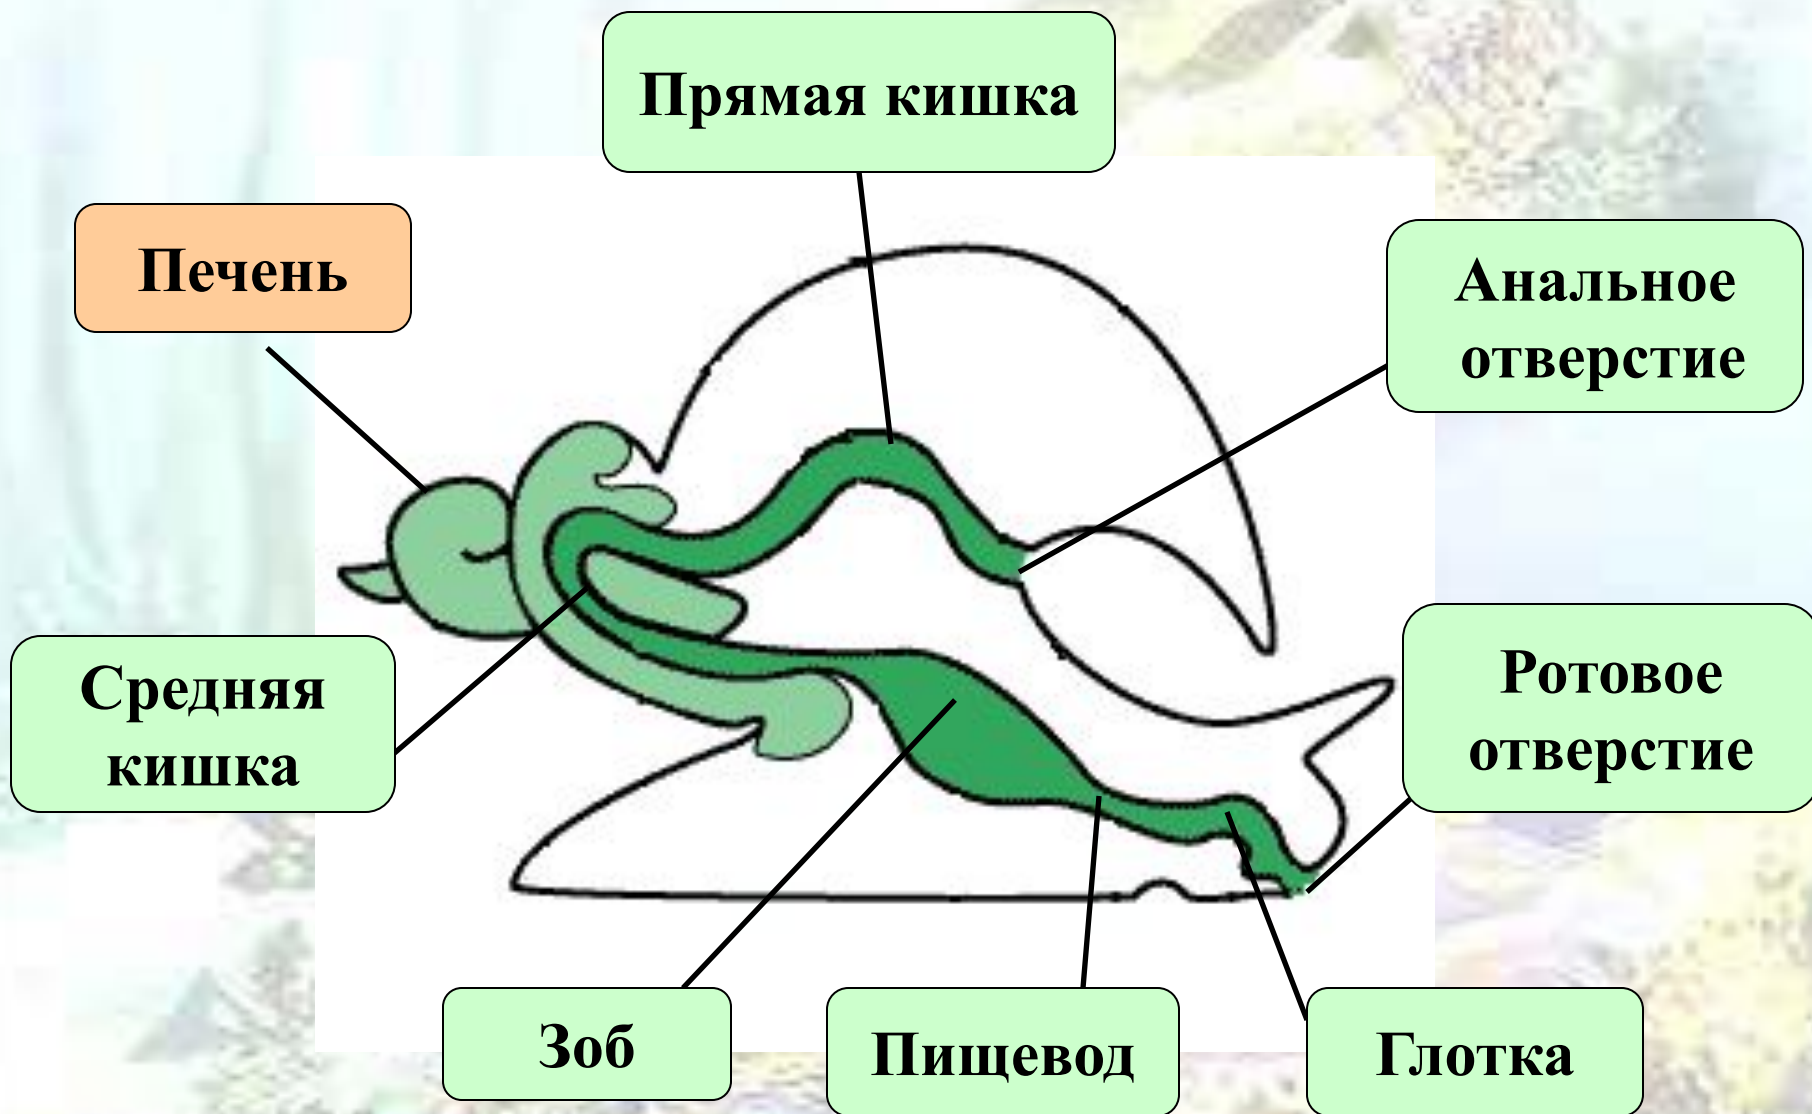 Прямая кишка
Печень
Анальное
отверстие
Средняя
кишка
Ротовое
отверстие
Зоб
Пищевод
Глотка